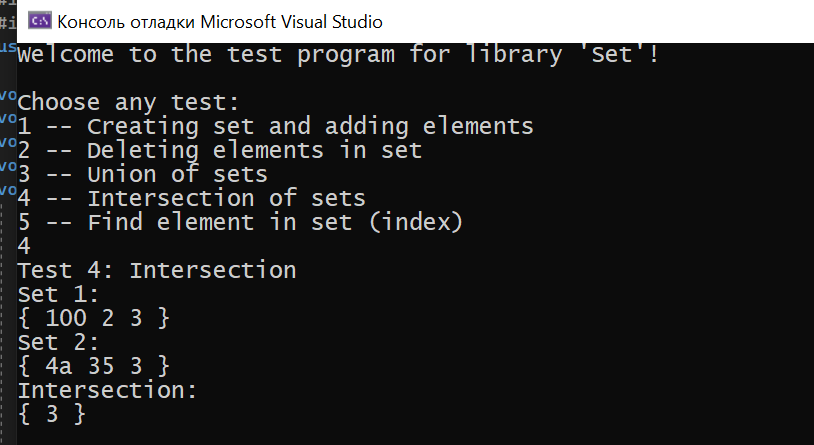 C:\ Консоль отладки Microsoft Visual Studio
Welcome to the test program for library 'Set'!
Choose any test:
1 -- Creating set and adding elements
2 -- Deleting elements in set
3 -- Union of sets
4 -- Intersection of sets
5 -- Find element in set (index)
4
Test 4: Intersection
Set 1:
{ 100 2 3 }
Set 2:
{ 4a 35 3 }
Intersection:
{ 3 }